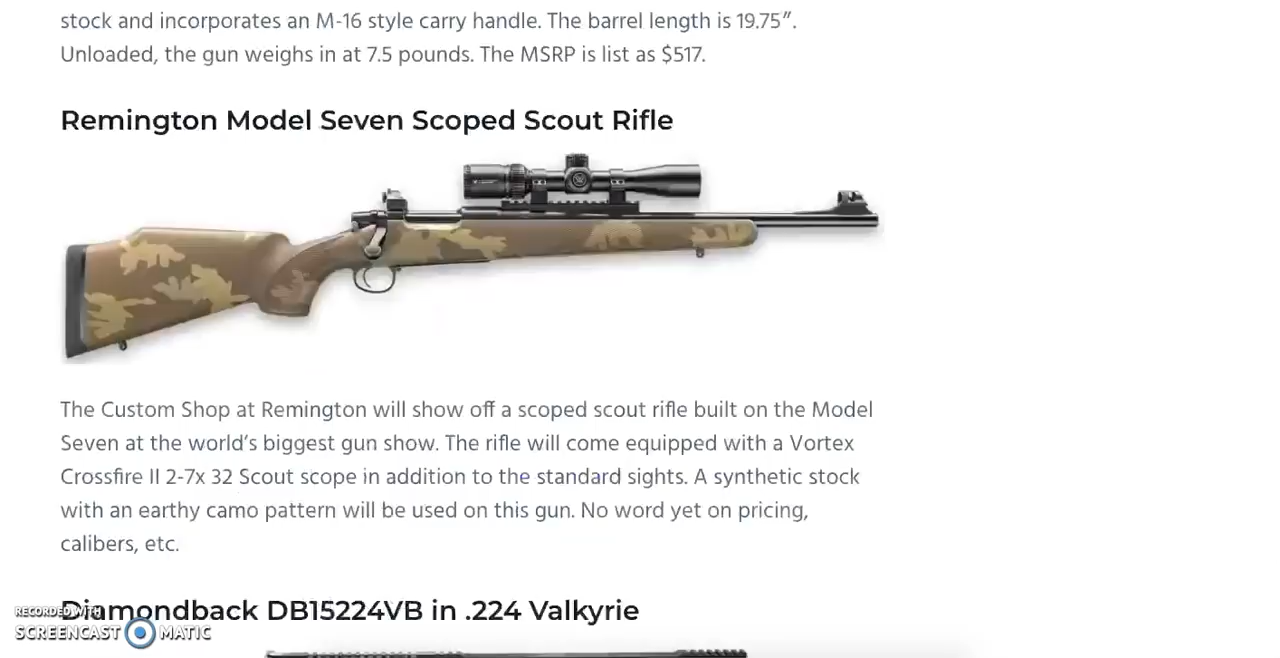 stock and incorporates an M-16 style carry handle. The barrel length is 19.75″.
Unloaded, the gun weighs in at 7.5 pounds. The MSRP is list as $517.
Remington Model Seven Scoped Scout Rifle
The Custom Shop at Remington will show off a scoped scout rifle built on the Model
Seven at the world’s biggest gun show. The rifle will come equipped with a Vortex
Crossfire II 2-7x 32 Scout scope in addition to the standard sights. A synthetic stock
with an earthy camo pattern will be used on this gun. No word yet on pricing,
calibers, etc.
Diamondback DB15224VB in .224 Valkyrie
RECORDED WITH
SCREENCAST MATIC